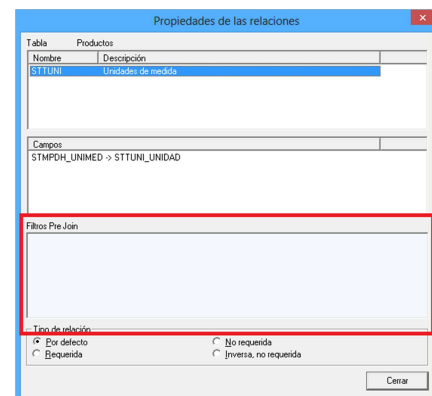 Propiedades de las relaciones
Tabla Productos
Nombre Descripción
STTUNI Unidades de medida
Campos
STMPDH_UNIMED -> STTUNI_UNIDAD
Filtros Pre Join
Tipo de relación
Por defecto No requerida
Requerida Inversa, no requerida
Cerrar